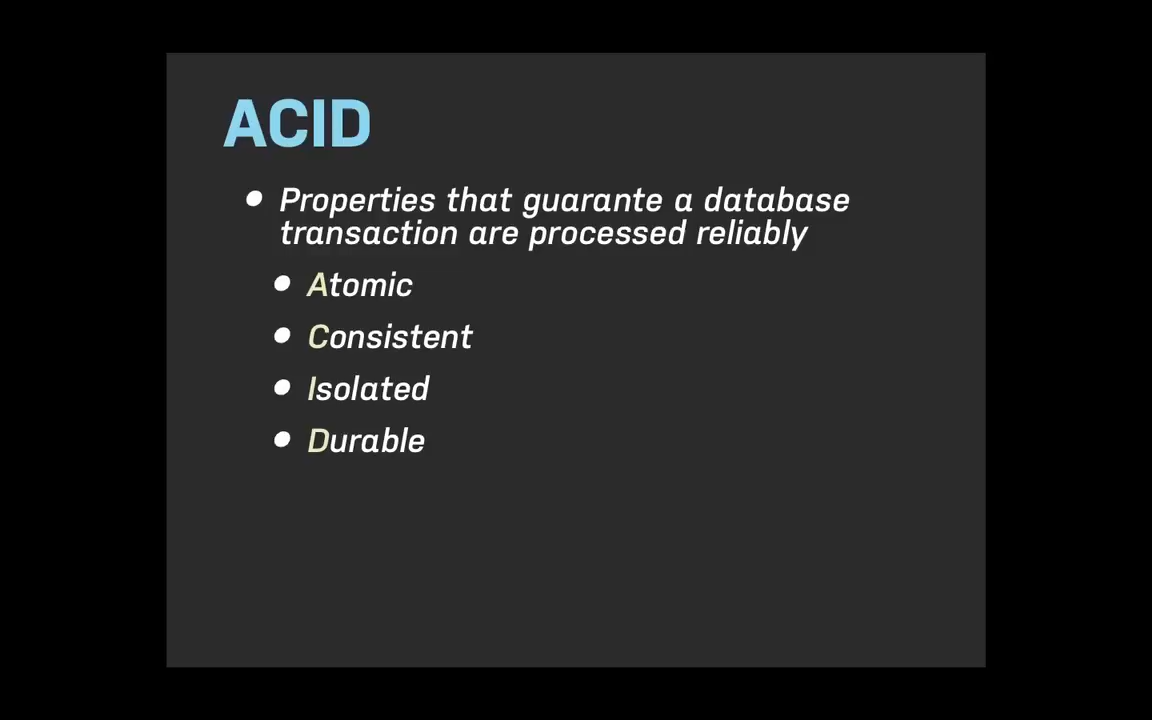 ACID
• Properties that guarante a database
transaction are processed reliably
• Atomic
• Consistent
• Isolated
• Durable